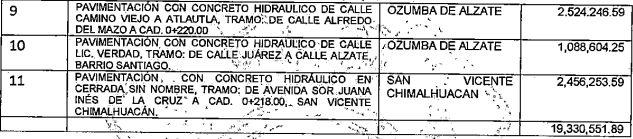 9 PAVIMENTACIÓN CON CONCRETO HIDRAULICO DE CALLE OZUMBA DE ALZATE 2.524.246.59
CAMINO VIEJO A ATLAUTLA, TRAMO: DE CALLE ALFREDO
DEL MAZO A CAD. 0+220.00
10 PAVIMENTACIÓN CON CONCRETO HIDRAULICO DE CALLE OZUMBA DE ALZATE 1,088,604.25
LIC. VERDAD, TRAMO: DE CALLE JUÁREZ A CALLE ALZATE,
BARRIO SANTIAGO.
11 PAVIMENTACIÓN, CON CONCRETO HIDRÁULICO EN SAN VICENTE 2,456,253.59
CERRADA SIN NOMBRE, TRAMO: DE AVENIDA SOR JUANA CHIMALHUACAN
INÉS DE LA CRUZ A CAD. 0+218.00, SAN VICENTE
CHIMALHUACÁN.
19,330,551.89